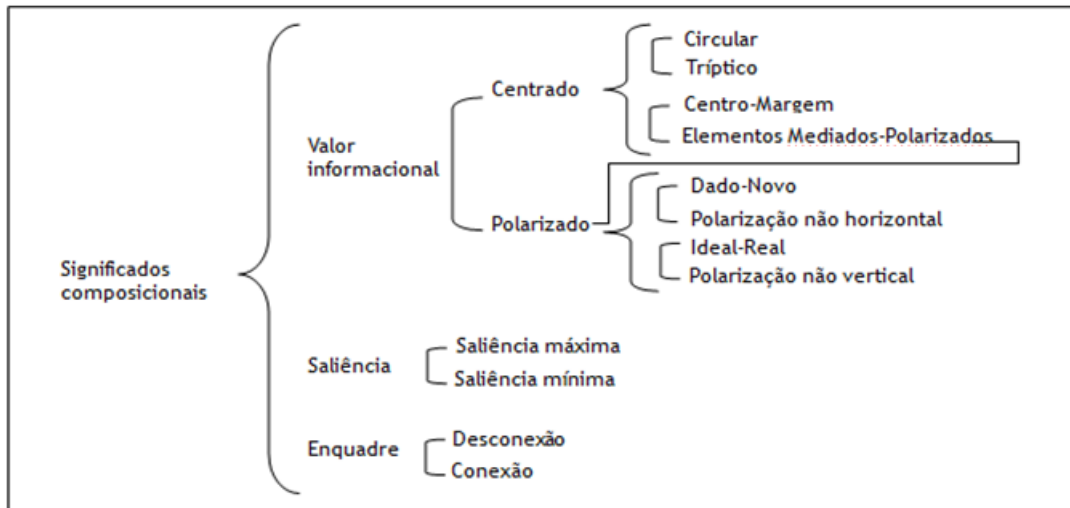 Circular
Tríptico
Centrado
Centro-Margem
Elementos Mediados-Polarizados
Valor
informacional
Dado-Novo
Polarizado
Polarização não horizontal
Ideal-Real
Polarização não vertical
Significados
composicionais
Saliência máxima
Saliência
Saliência mínima
Desconexão
Enquadre
Conexão